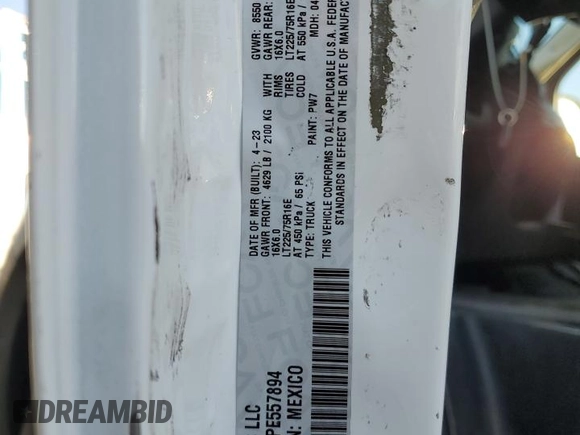 LLC
DATE OF MFR (BUILT): 4-23 GVWR: 8550
GAWR FRONT: 4629 LB / 2100 KG WITH GAWR REAR:
16X6.0 RIMS 16X6.0
LT225/75R16E TIRES LT225/75R16E
AT 450 kPa / 65 PSi COLD AT 550 kPa /
TYPE: TRUCK PAINT: PW7 MDH: 04
THIS VEHICLE CONFORMS TO ALL APPLICABLE U.S.A. FEDER
STANDARDS IN EFFECT ON THE DATE OF MANUFAC
PE557894
N: MEXICO
DREAMBID